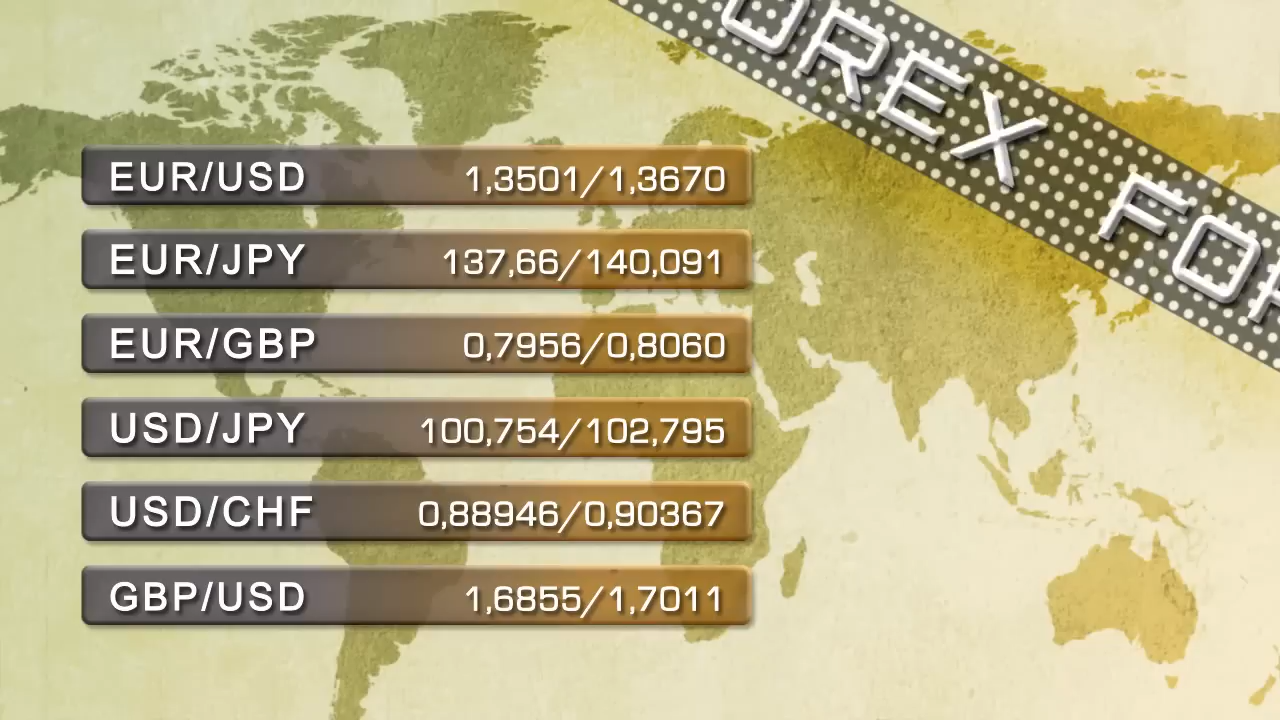 OREX FO
EUR/USD 1,3501/1,3670
EUR/JPY 137,66/140,091
EUR/GBP 0,7956/0,8060
USD/JPY 100,754/102,795
USD/CHF 0,88946/0,90367
GBP/USD 1,6855/1,7011